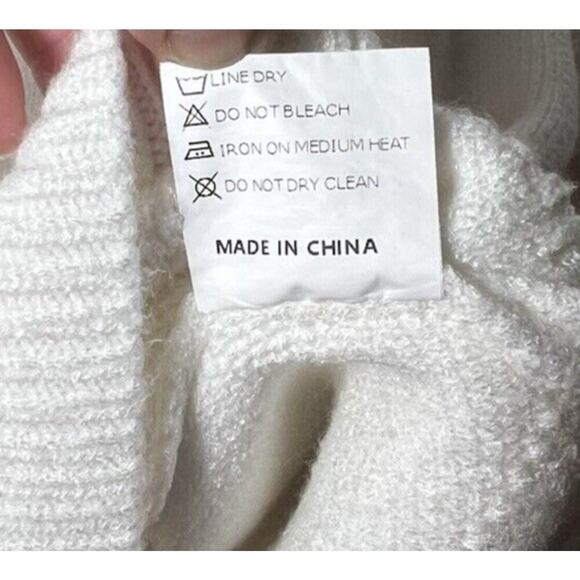 LINE DRY
DO NOT BLEACH
IRON ON MEDIUM HEAT
DO NOT DRY CLEAN
MADE IN CHINA